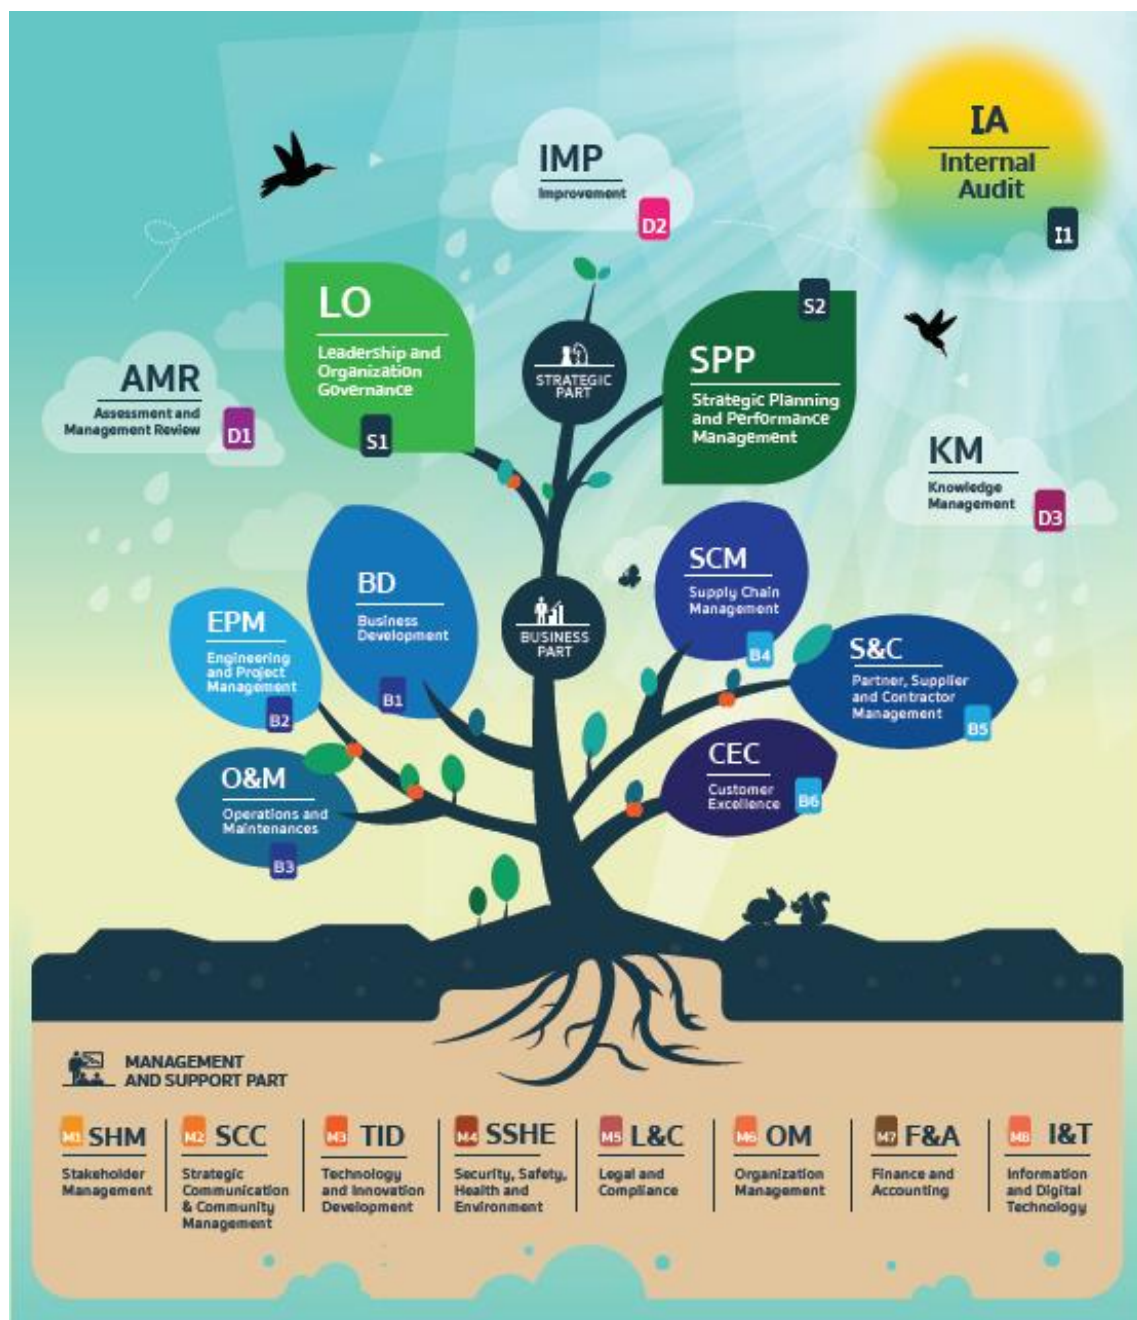 IA
Internal
Audit
I1
IMP
Improvement
D2
LO
Leadership and
Organization
Governance
S1
STRATEGIC
PART
S2
SPP
Strategic Planning
and Performance
Management
AMR
Assessment and
Management Review
D1
KM
Knowledge
Management
D3
BD
Business
Development
B1
SCM
Supply Chain
Management
B4
EPM
Engineering
and Project
Management
B2
BUSINESS
PART
S&C
Partner, Supplier
and Contractor
Management
B5
O&M
Operations and
Maintenances
B3
CEC
Customer
Excellence
B6
MANAGEMENT
AND SUPPORT PART
M1 SHM
Stakeholder
Management
M2 SCC
Strategic
Communication
& Community
Management
M3 TID
Technology
and Innovation
Development
M4 SSHE
Security, Safety,
Health and
Environment
M5 L&C
Legal and
Compliance
M6 OM
Organization
Management
M7 F&A
Finance and
Accounting
M8 I&T
Information
and Digital
Technology